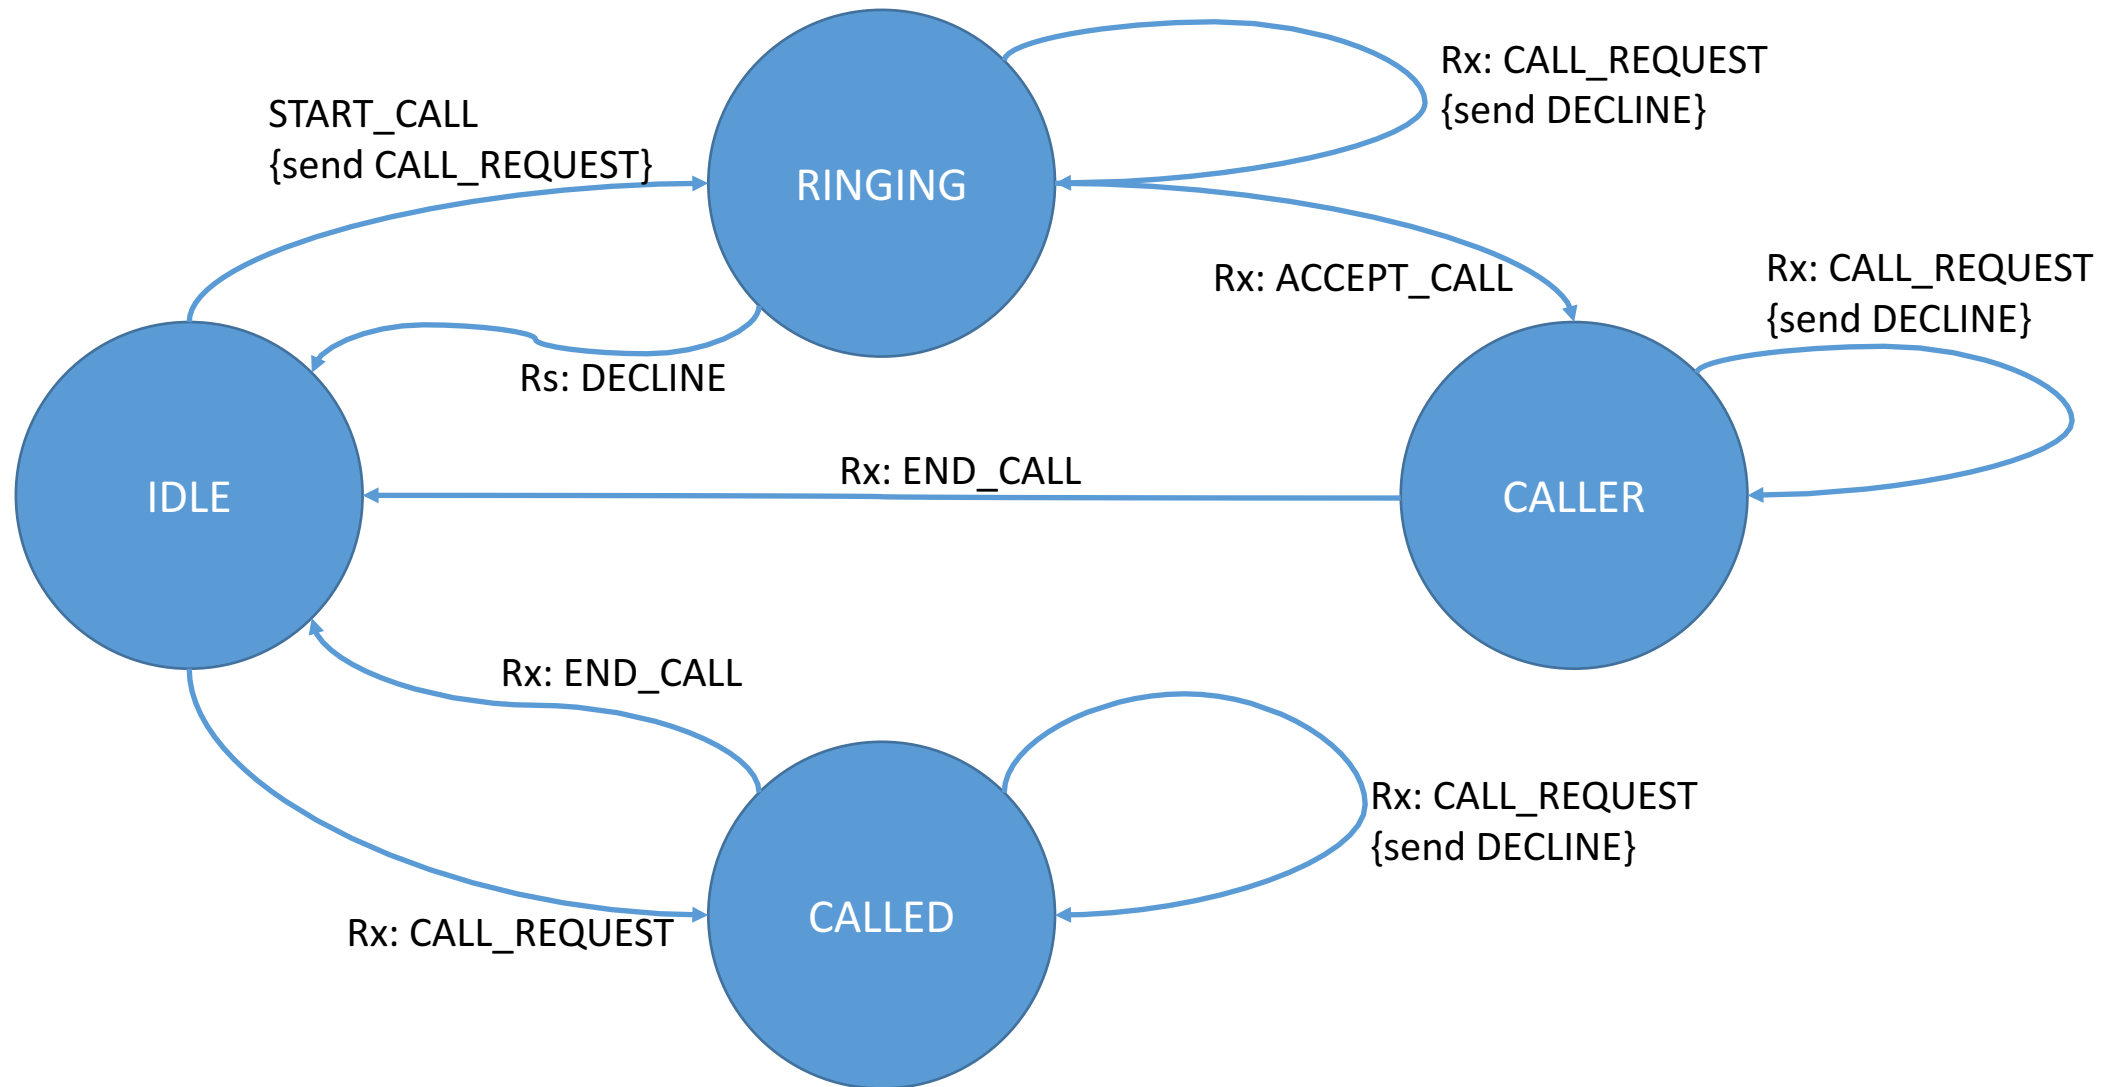 Rx: CALL_REQUEST
{send DECLINE}
START_CALL
{send CALL_REQUEST}
RINGING
Rx: ACCEPT_CALL
Rx: CALL_REQUEST
{send DECLINE}
Rs: DECLINE
Rx: END_CALL
IDLE
CALLER
Rx: END_CALL
Rx: CALL_REQUEST
{send DECLINE}
CALLED
Rx: CALL_REQUEST